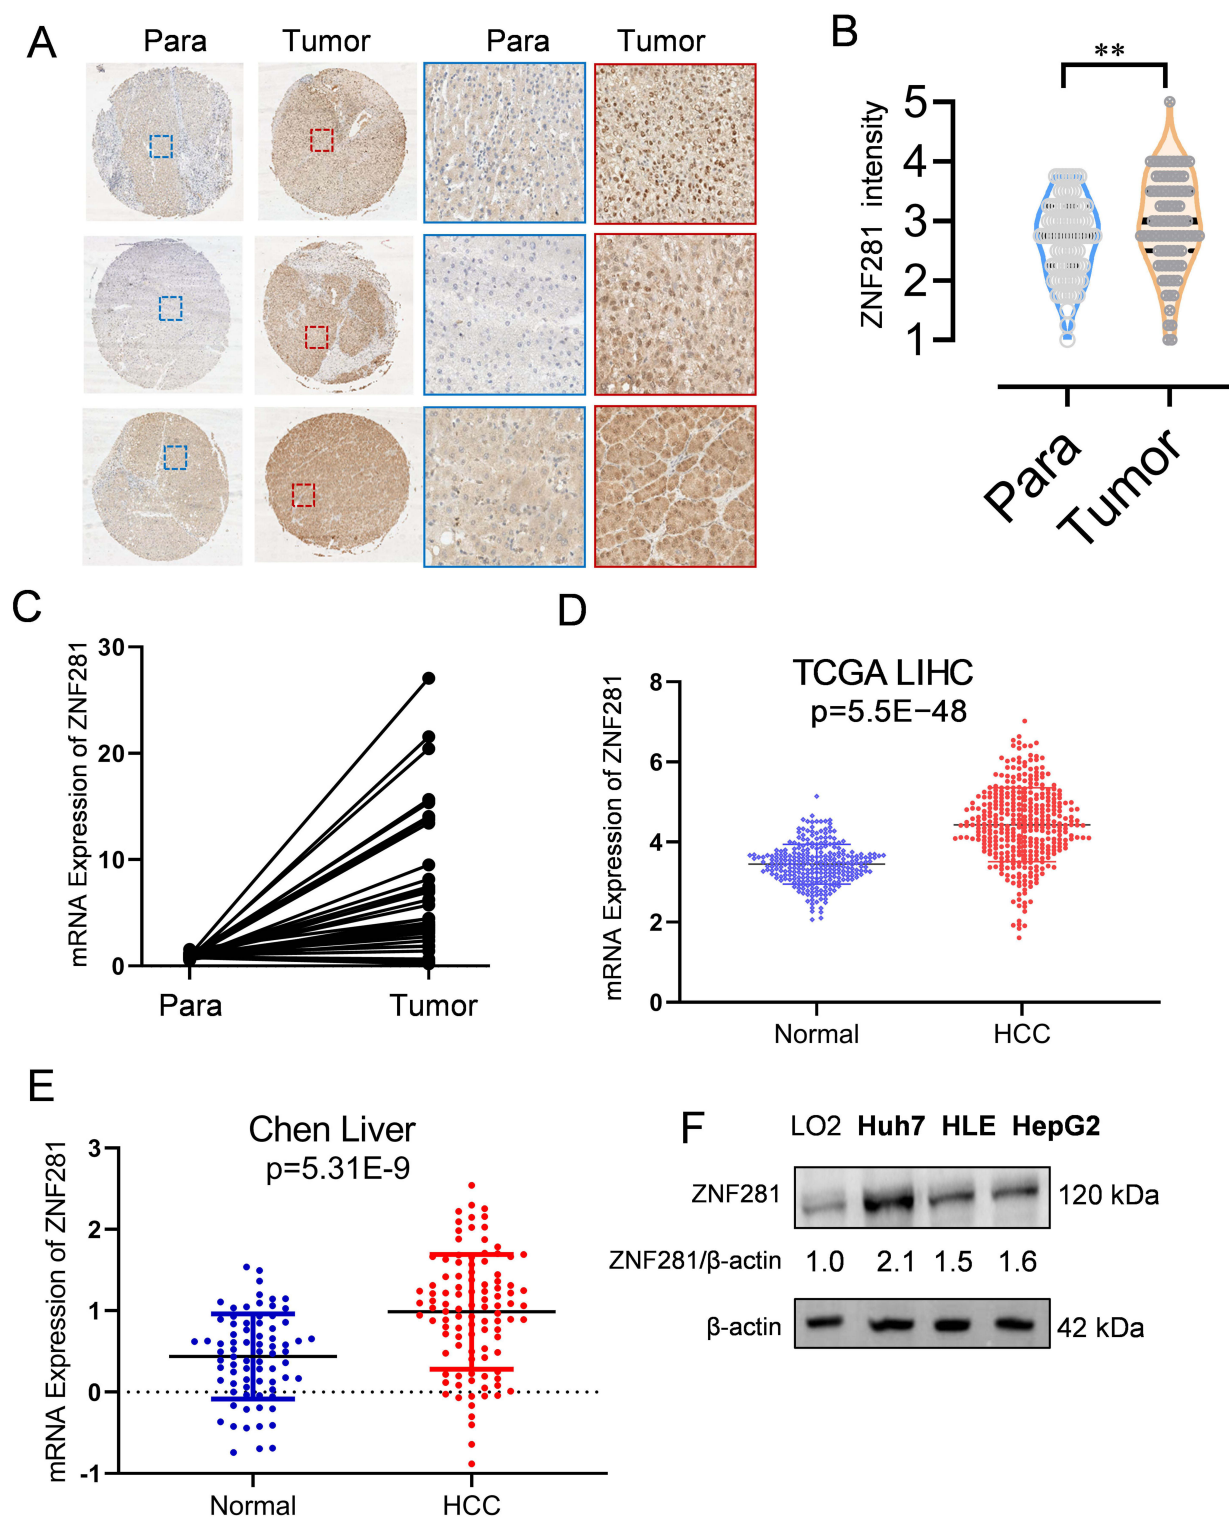 A
Para Tumor Para Tumor
B
**
ZNF281 intensity
5
4
3
2
1
Para
Tumor
C
mRNA Expression of ZNF281
30
20
10
0
Para Tumor
D
TCGA LIHC
p=5.5E−48
mRNA Expression of ZNF281
8
6
4
2
0
Normal HCC
E
Chen Liver
p=5.31E-9
mRNA Expression of ZNF281
3
2
1
0
-1
Normal HCC
F
LO2 Huh7 HLE HepG2
ZNF281 120 kDa
ZNF281/β-actin 1.0 2.1 1.5 1.6
β-actin 42 kDa